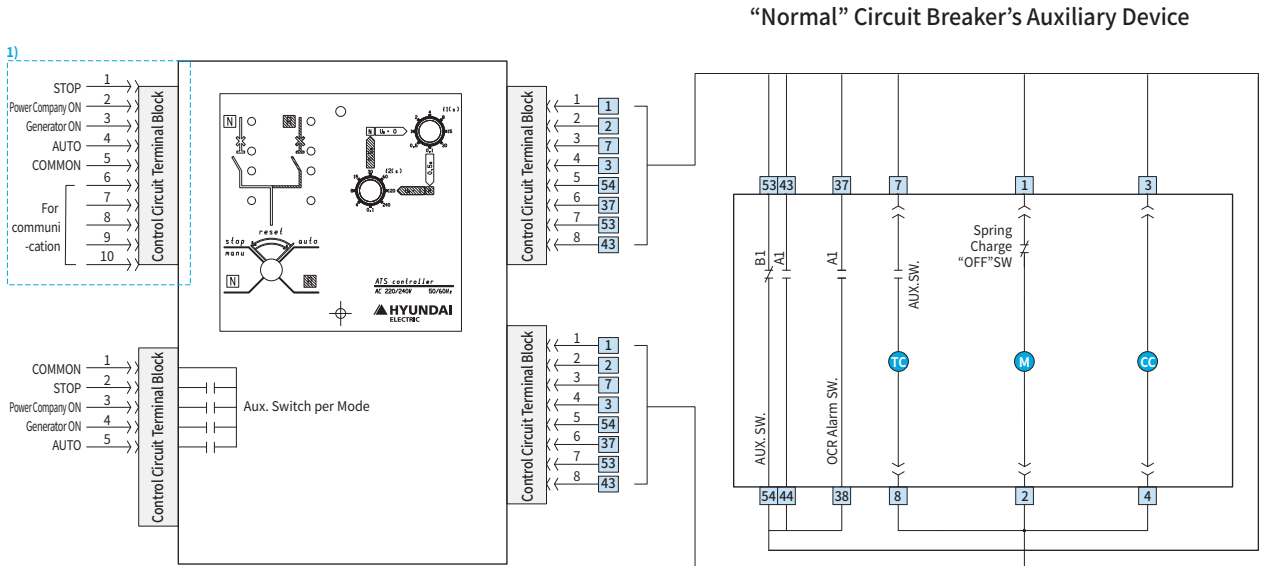 "Normal" Circuit Breaker's Auxiliary Device
1)
STOP 1
Power Company ON 2
Generator ON 3
AUTO 4
COMMON 5
6
For
communi
-cation
7
8
9
10
Control Circuit Terminal Block
N
N U<0
t1(s)
0,5s
t2(s)
0,1
240
reset
stop
auto
manu
N
ATS controller
AC 220/240V 50/60Hz
HYUNDAI
ELECTRIC
Control Circuit Terminal Block
1 1
2 2
3 7
4 3
5 54
6 37
7 53
8 43
COMMON 1
STOP 2
Power Company ON 3
Generator ON 4
AUTO 5
Control Circuit Terminal Block
Aux. Switch per Mode
Control Circuit Terminal Block
1 1
2 2
3 7
4 3
5 54
6 37
7 53
8 43
53 43 37 7 1 3
B1
A1
A1
AUX.SW.
Spring
Charge
"OFF"SW
TC
M
CC
AUX. SW.
OCR Alarm SW.
54 44 38 8 2 4